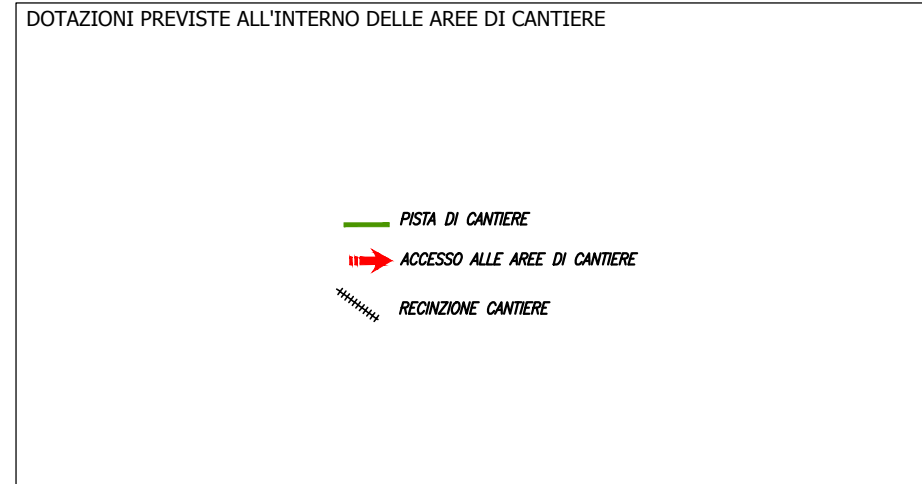 DOTAZIONI PREVISTE ALL'INTERNO DELLE AREE DI CANTIERE
PISTA DI CANTIERE
ACCESSO ALLE AREE DI CANTIERE
RECINZIONE CANTIERE